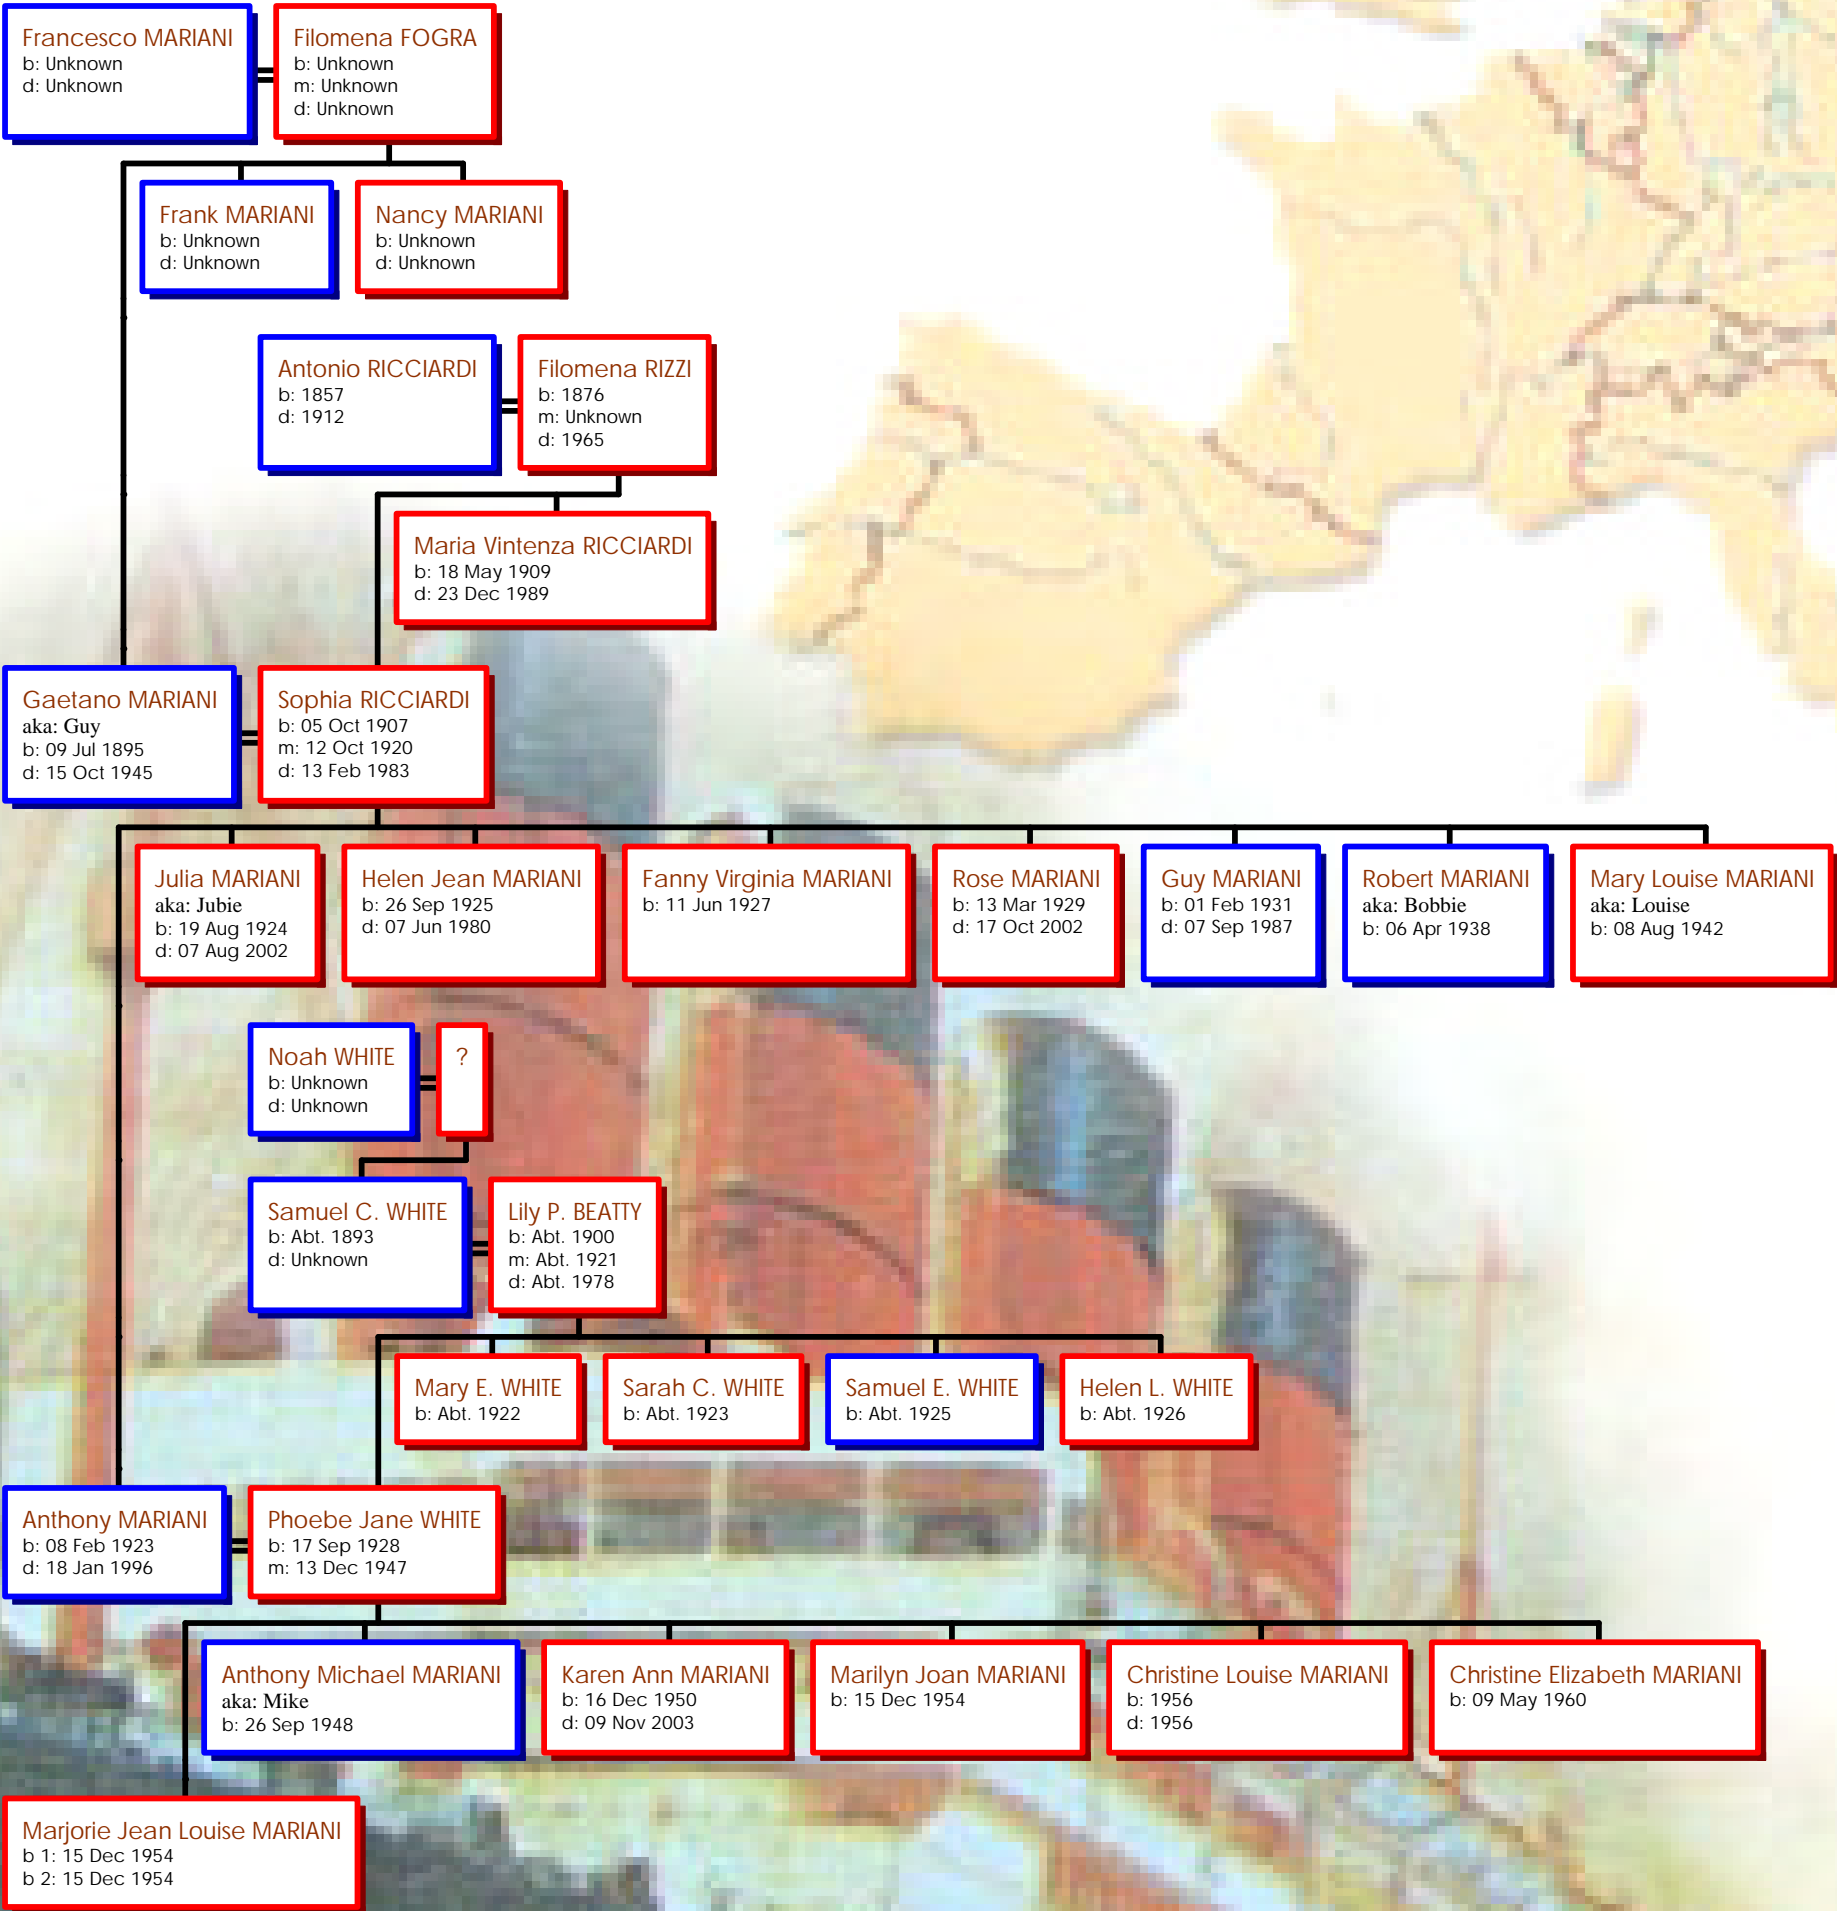 Francesco MARIANI
b: Unknown
d: Unknown
Filomena FOGRA
b: Unknown
m: Unknown
d: Unknown
Frank MARIANI
b: Unknown
d: Unknown
Nancy MARIANI
b: Unknown
d: Unknown
Antonio RICCIARDI
b: 1857
d: 1912
Filomena RIZZI
b: 1876
m: Unknown
d: 1965
Maria Vintenza RICCIARDI
b: 18 May 1909
d: 23 Dec 1989
Gaetano MARIANI
aka: Guy
b: 09 Jul 1895
d: 15 Oct 1945
Sophia RICCIARDI
b: 05 Oct 1907
m: 12 Oct 1920
d: 13 Feb 1983
Julia MARIANI
aka: Jubie
b: 19 Aug 1924
d: 07 Aug 2002
Helen Jean MARIANI
b: 26 Sep 1925
d: 07 Jun 1980
Fanny Virginia MARIANI
b: 11 Jun 1927
Rose MARIANI
b: 13 Mar 1929
d: 17 Oct 2002
Guy MARIANI
b: 01 Feb 1931
d: 07 Sep 1987
Robert MARIANI
aka: Bobbie
b: 06 Apr 1938
Mary Louise MARIANI
aka: Louise
b: 08 Aug 1942
Noah WHITE
b: Unknown
d: Unknown
?
Samuel C. WHITE
b: Abt. 1893
d: Unknown
Lily P. BEATTY
b: Abt. 1900
m: Abt. 1921
d: Abt. 1978
Mary E. WHITE
b: Abt. 1922
Sarah C. WHITE
b: Abt. 1923
Samuel E. WHITE
b: Abt. 1925
Helen L. WHITE
b: Abt. 1926
Anthony MARIANI
b: 08 Feb 1923
d: 18 Jan 1996
Phoebe Jane WHITE
b: 17 Sep 1928
m: 13 Dec 1947
Anthony Michael MARIANI
aka: Mike
b: 26 Sep 1948
Karen Ann MARIANI
b: 16 Dec 1950
d: 09 Nov 2003
Marilyn Joan MARIANI
b: 15 Dec 1954
Christine Louise MARIANI
b: 1956
d: 1956
Christine Elizabeth MARIANI
b: 09 May 1960
Marjorie Jean Louise MARIANI
b 1: 15 Dec 1954
b 2: 15 Dec 1954